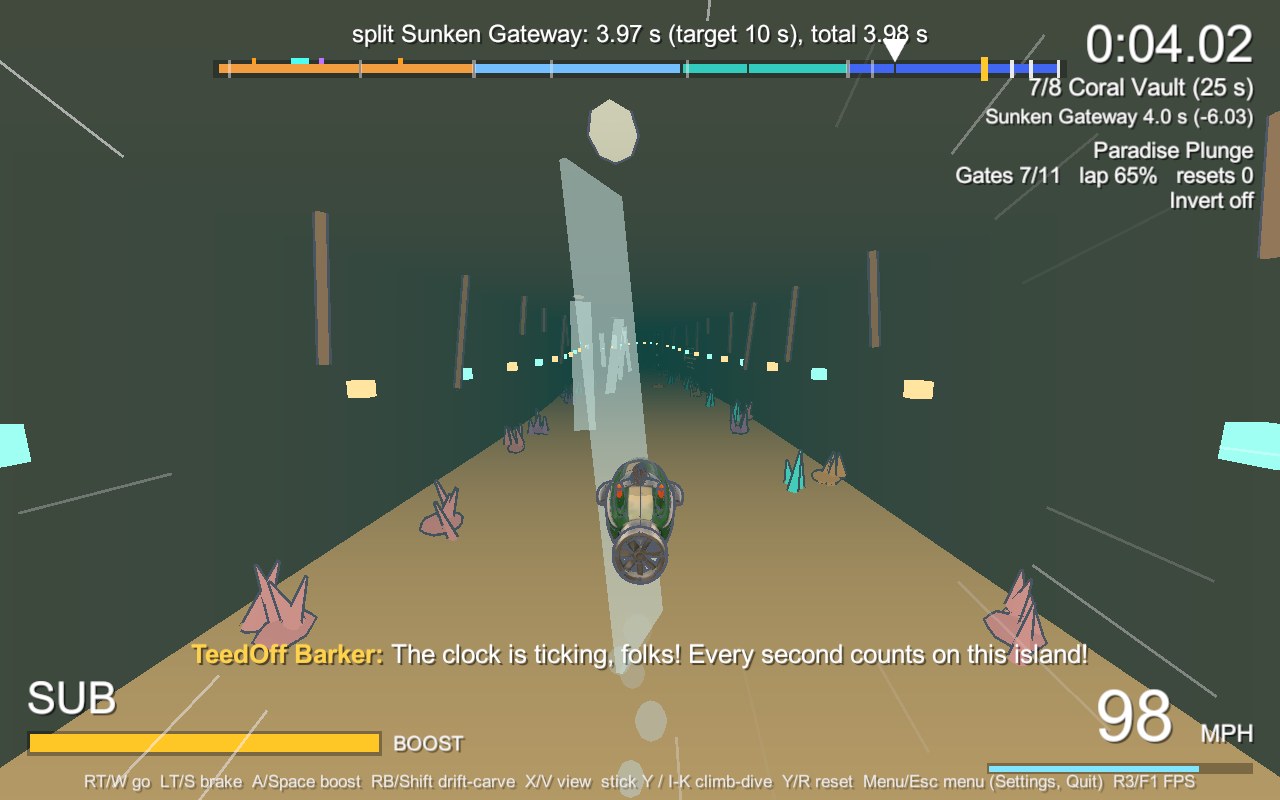 split Sunken Gateway: 3.97 s (target 10 s), total 3.98 s
0:04.02
7/8 Coral Vault (25 s)
Sunken Gateway 4.0 s (-6.03)
Paradise Plunge
Gates 7/11 lap 65% resets 0
Invert off
TeedOff Barker: The clock is ticking, folks! Every second counts on this island!
SUB
BOOST
98 MPH
RT/W go LT/S brake A/Space boost RB/Shift drift-carve X/V view stick Y / I-K climb-dive Y/R reset Menu/Esc menu (Settings, Quit) R3/F1 FPS